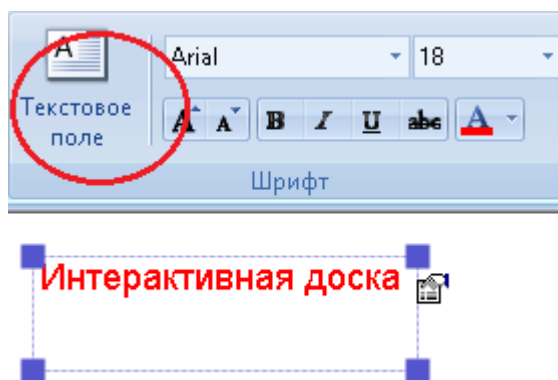 Arial 18
Текстовое
поле
A A B I U abc A
Шрифт
Интерактивная доска